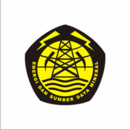 ENERGI DAN SUMBER DAYA MINERAL